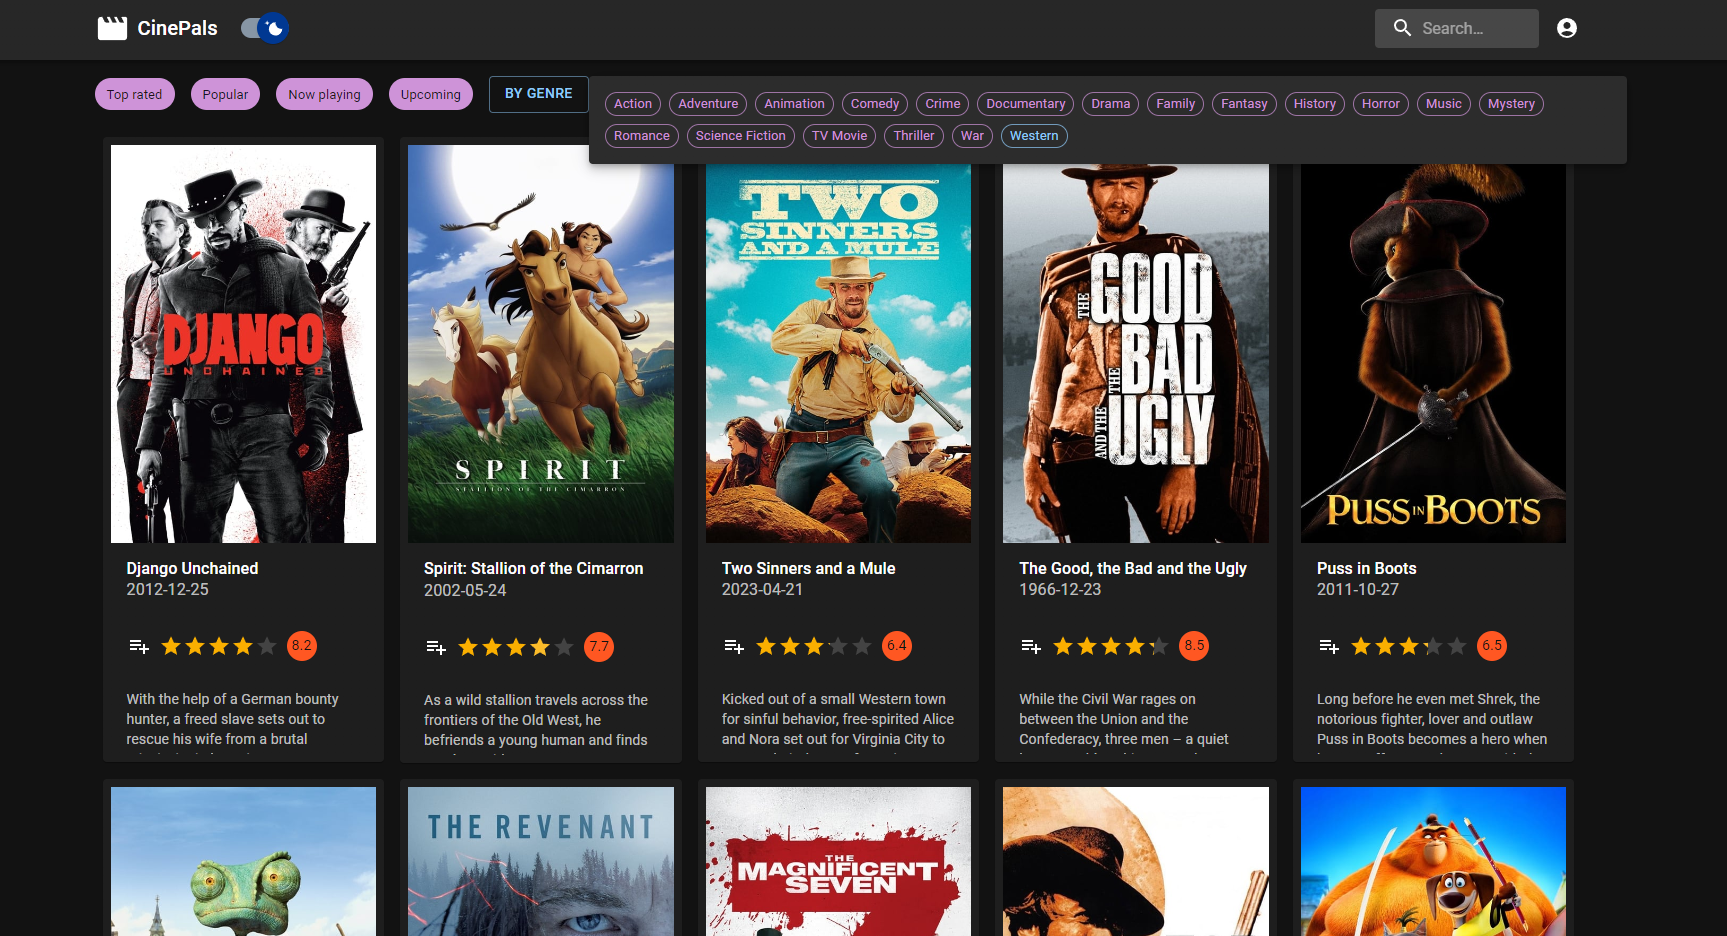 CinePals
Search...
Top rated
Popular
Now playing
Upcoming
BY GENRE
Action
Adventure
Animation
Comedy
Crime
Documentary
Drama
Family
Fantasy
History
Horror
Music
Mystery
Romance
Science Fiction
TV Movie
Thriller
War
Western
DJANGO
UNCHAINED
SPIRIT
STALLION OF THE CIMARRON
TWO
SINNERS
AND A MULE
THE GOOD
THE BAD
AND THE UGLY
PUSS IN BOOTS
Django Unchained
2012-12-25
8.2
With the help of a German bounty
hunter, a freed slave sets out to
rescue his wife from a brutal
Spirit: Stallion of the Cimarron
2002-05-24
7.7
As a wild stallion travels across the
frontiers of the Old West, he
befriends a young human and finds
Two Sinners and a Mule
2023-04-21
6.4
Kicked out of a small Western town
for sinful behavior, free-spirited Alice
and Nora set out for Virginia City to
The Good, the Bad and the Ugly
1966-12-23
8.5
While the Civil War rages on
between the Union and the
Confederacy, three men – a quiet
Puss in Boots
2011-10-27
6.5
Long before he even met Shrek, the
notorious fighter, lover and outlaw
Puss in Boots becomes a hero when
THE REVENANT
THE
MAGNIFICENT
SEVEN